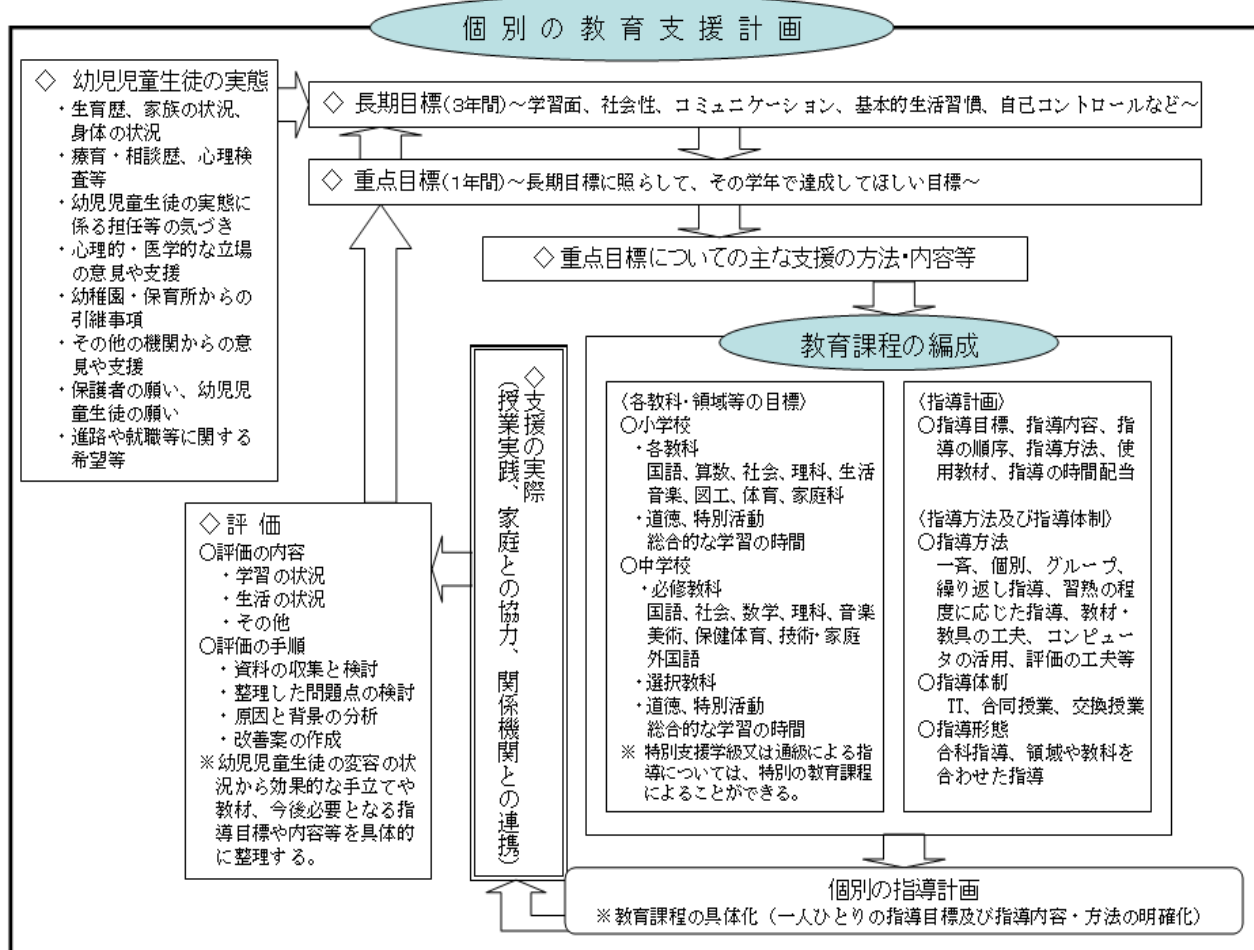 個別の教育支援計画
◇ 幼児児童生徒の実態
・生育歴、家族の状況、
身体の状況
・療育・相談歴、心理検
査等
・幼児児童生徒の実態に
係る担任等の気づき
・心理的・医学的な立場
の意見や支援
・幼稚園・保育所からの
引継事項
・その他の機関からの意
見や支援
・保護者の願い、幼児児
童生徒の願い
・進路や就職等に関する
希望等
◇ 長期目標(3年間)～学習面、社会性、コミュニケーション、基本的生活習慣、自己コントロールなど～
◇ 重点目標(1年間)～長期目標に照らして、その学年で達成してほしい目標～
◇重点目標についての主な支援の方法・内容等
教育課程の編成
〈各教科・領域等の目標〉
○小学校
・各教科
国語、算数、社会、理科、生活
音楽、図工、体育、家庭科
・道徳、特別活動
総合的な学習の時間
○中学校
・必修教科
国語、社会、数学、理科、音楽
美術、保健体育、技術・家庭
外国語
・選択教科
・道徳、特別活動
総合的な学習の時間
※ 特別支援学級又は通級による指
導については、特別の教育課程
によることができる。
〈指導計画〉
○指導目標、指導内容、指
導の順序、指導方法、使
用教材、指導の時間配当
〈指導方法及び指導体制〉
○指導方法
一斉、個別、グループ、
繰り返し指導、習熟の程
度に応じた指導、教材・
教具の工夫、コンピュー
タの活用、評価の工夫等
○指導体制
TT、合同授業、交換授業
○指導形態
合科指導、領域や教科を
合わせた指導
個別の指導計画
※教育課程の具体化（一人ひとりの指導目標及び指導内容・方法の明確化）
◇支援の実際
（授業実践、家庭との協力、関係機関との連携）
◇評 価
○評価の内容
・学習の状況
・生活の状況
・その他
○評価の手順
・資料の収集と検討
・整理した問題点の検討
・原因と背景の分析
・改善案の作成
※幼児児童生徒の変容の状
況から効果的な手立てや
教材、今後必要となる指
導目標や内容等を具体的
に整理する。